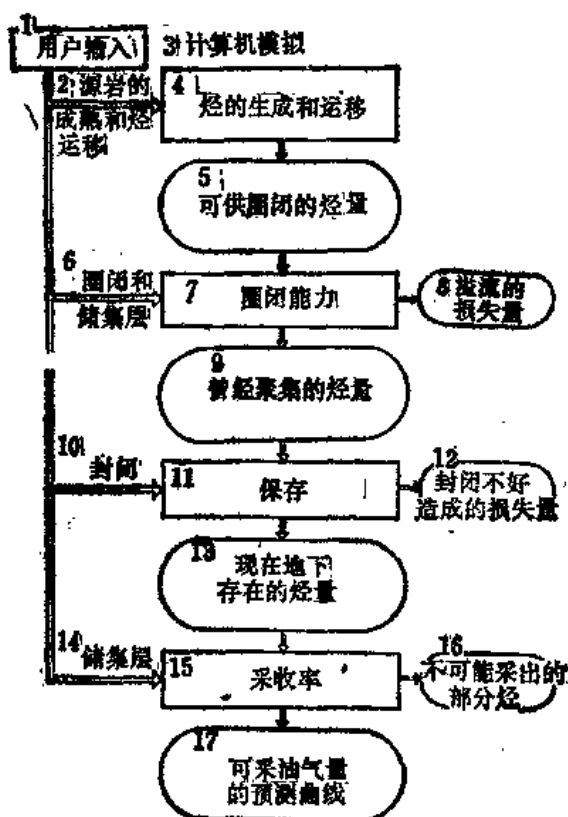 1
用户输入
3 计算机模拟
2 源岩的
成熟和烃
运移
4
烃的生成和运移
5
可供圈闭的烃量
6
圈闭和
储集层
7 圈闭能力
8 溢流的
损失量
9
曾经聚集的烃量
10
封闭
11 保存
12
封闭不好
造成的损失量
13
现在地下
存在的烃量
14
储集层
15 采收率
16
不可能采出的
部分烃
17
可采油气量
的预测曲线